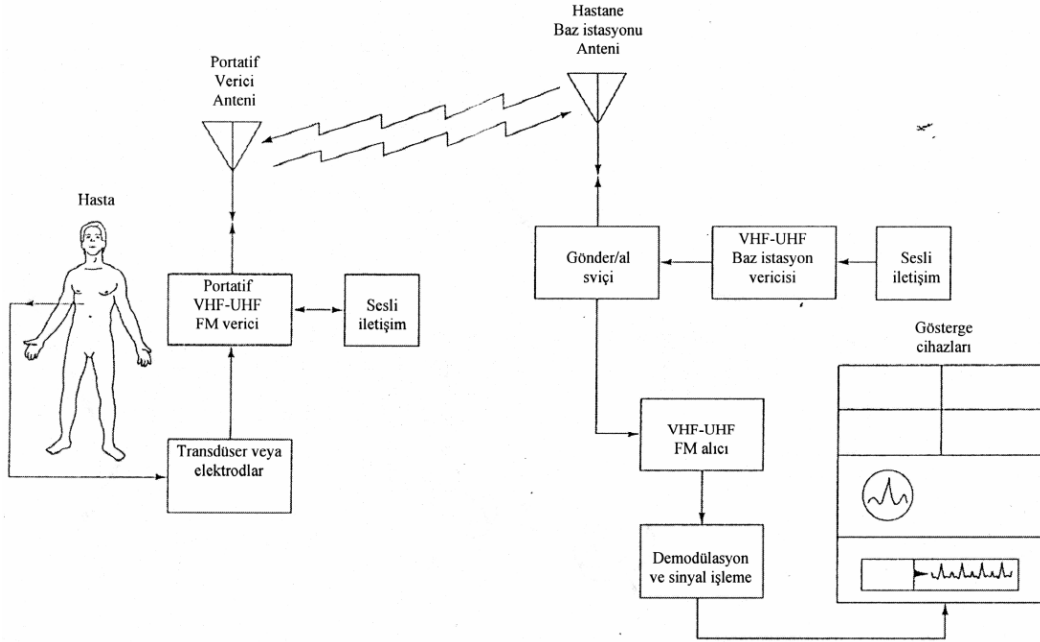 Hastane
Baz istasyonu
Anteni
Portatif
Verici
Anteni
Hasta
Portatif
VHF-UHF
FM verici
Sesli
iletişim
Transdüser veya
elektrodlar
Gönder/al
sviçi
VHF-UHF
Baz istasyon
vericisi
Sesli
iletişim
Gösterge
cihazları
VHF-UHF
FM alıcı
Demodülasyon
ve sinyal işleme